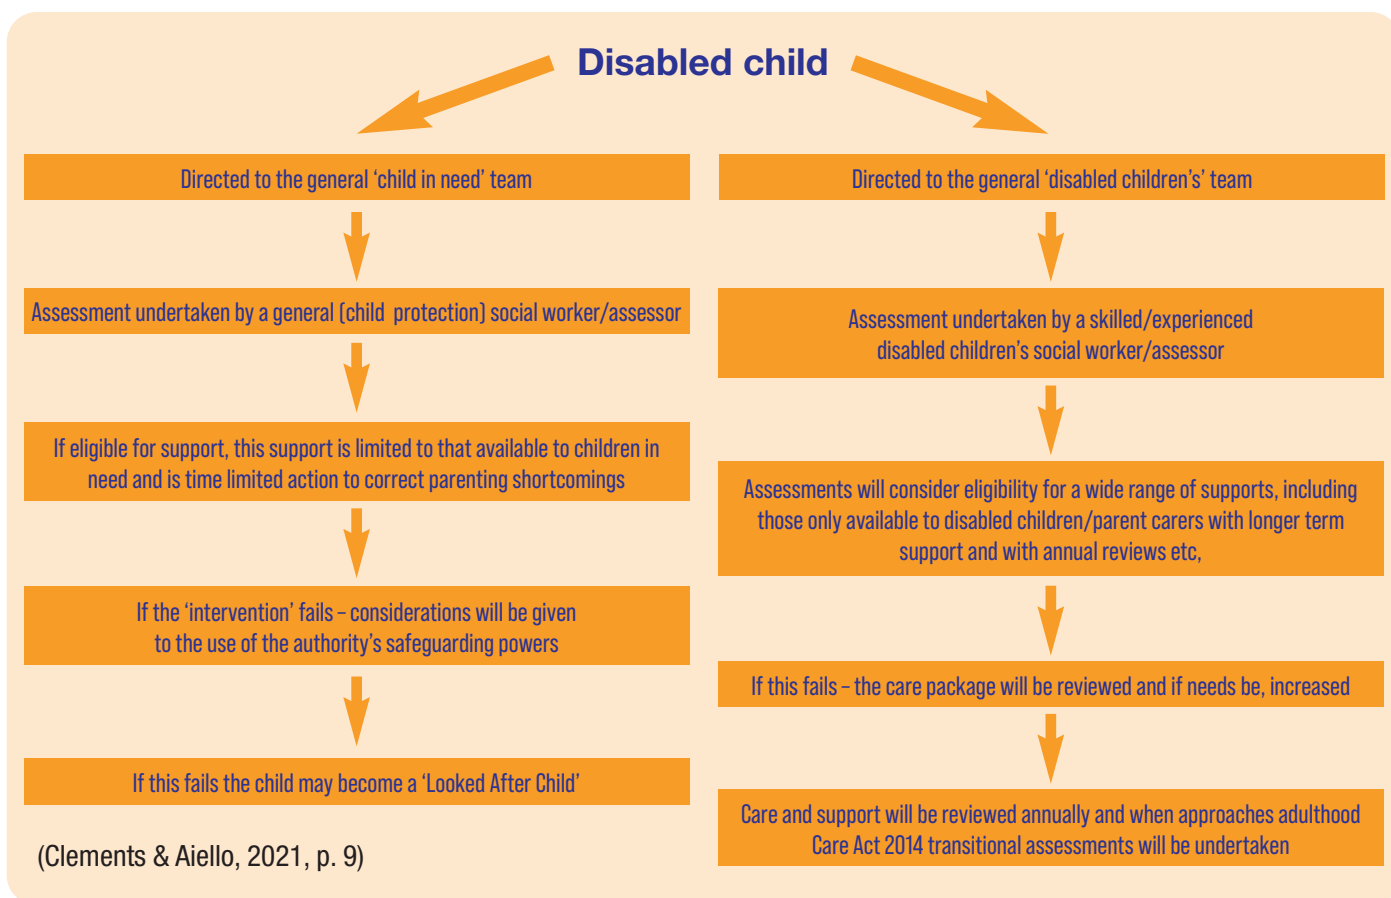 Disabled child
Directed to the general ‘child in need’ team
Assessment undertaken by a general (child protection) social worker/assessor
If eligible for support, this support is limited to that available to children in
need and is time limited action to correct parenting shortcomings
If the ‘intervention’ fails – considerations will be given
to the use of the authority’s safeguarding powers
If this fails the child may become a ‘Looked After Child’
(Clements & Aiello, 2021, p. 9)
Directed to the general ‘disabled children’s’ team
Assessment undertaken by a skilled/experienced
disabled children’s social worker/assessor
Assessments will consider eligibility for a wide range of supports, including
those only available to disabled children/parent carers with longer term
support and with annual reviews etc,
If this fails – the care package will be reviewed and if needs be, increased
Care and support will be reviewed annually and when approaches adulthood
Care Act 2014 transitional assessments will be undertaken